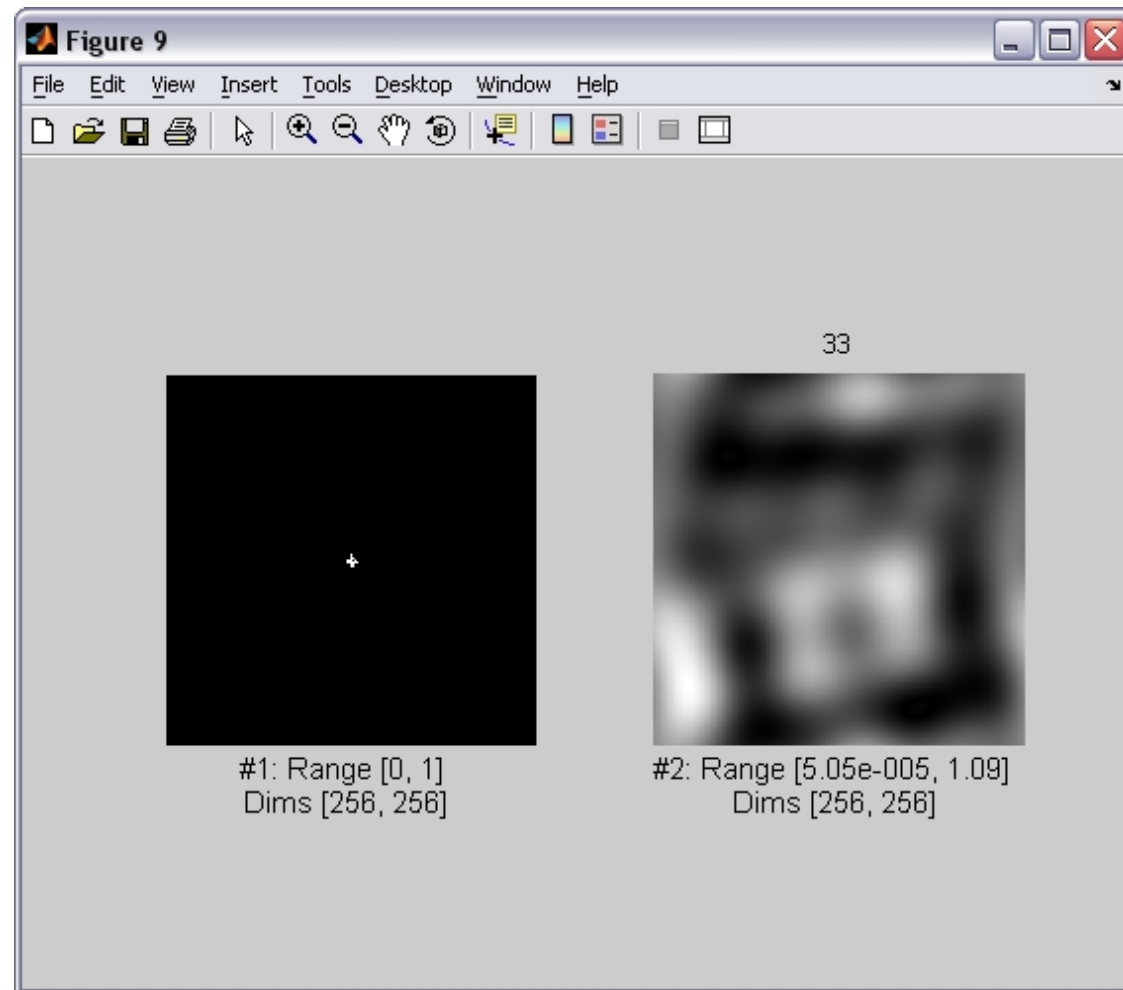 Figure 9
File Edit View Insert Tools Desktop Window Help
33
#1: Range [0, 1]
Dims [256, 256]
#2: Range [5.05e-005, 1.09]
Dims [256, 256]